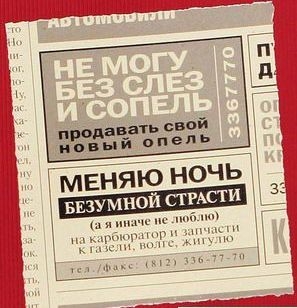 АВТОМОБИЛИ
НЕ МОГУ
БЕЗ СЛЕЗ
И СОПЕЛЬ
продавать свой
новый опель
3367770
МЕНЯЮ НОЧЬ
БЕЗУМНОЙ СТРАСТИ
(а я иначе не люблю)
на карбюратор и запчасти
к газели, волге, жигулю
тел./факс: (812) 336-77-70